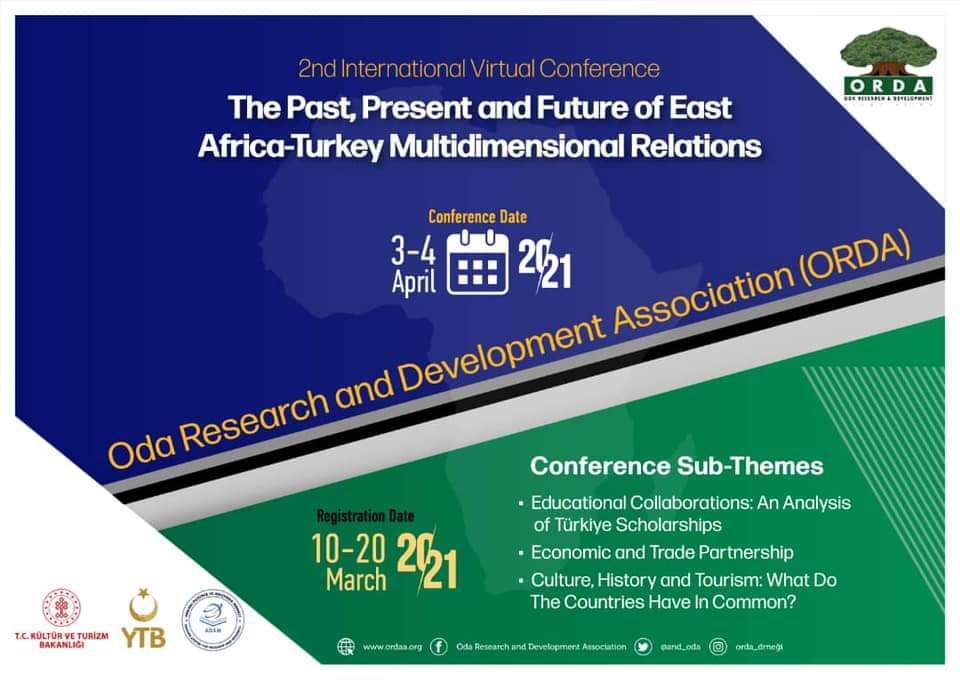 2nd International Virtual Conference
The Past, Present and Future of East
Africa-Turkey Multidimensional Relations
ORDA
ODA RESEARCH & DEVELOPMENT
Conference Date
3-4
April
2021
Oda Research and Development Association (ORDA)
Conference Sub-Themes
• Educational Collaborations: An Analysis
of Türkiye Scholarships
• Economic and Trade Partnership
• Culture, History and Tourism: What Do
The Countries Have In Common?
Registration Date
10-20
March
2021
T.C. KÜLTÜR VE TURİZM
BAKANLIĞI
YTB
ADAM
www.ordaa.org
Oda Research and Development Association
@and_oda
orda_drneği